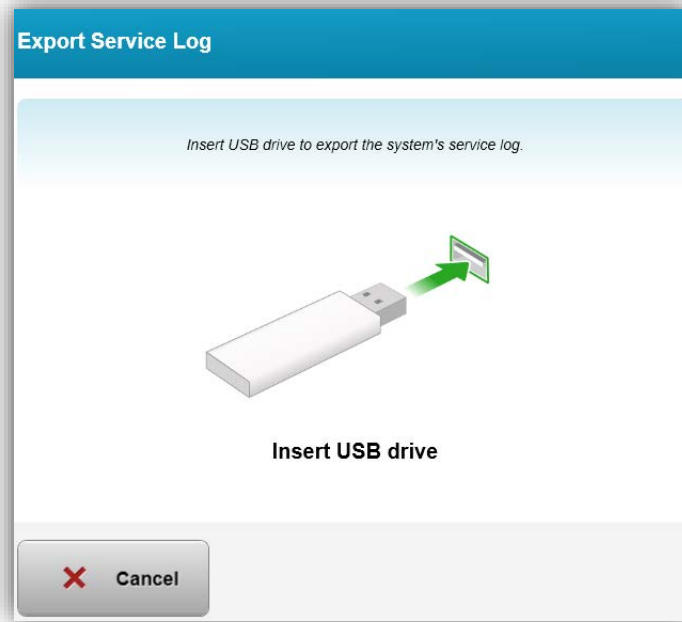 Export Service Log
Insert USB drive to export the system's service log.
Insert USB drive
Cancel